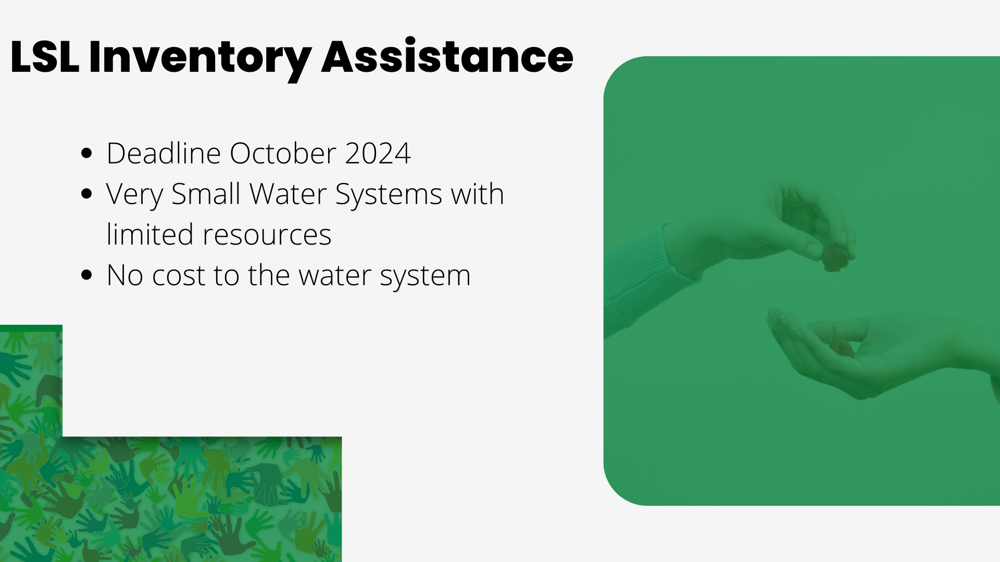 LSL Inventory Assistance
• Deadline October 2024
• Very Small Water Systems with
limited resources
• No cost to the water system